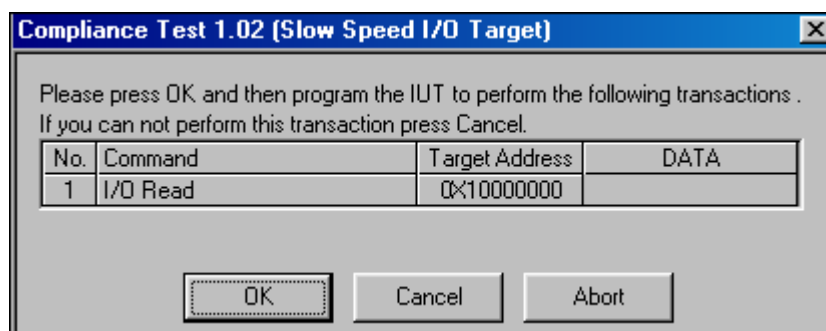 Compliance Test 1.02 (Slow Speed I/O Target)
Please press OK and then program the IUT to perform the following transactions .
If you can not perform this transaction press Cancel.
No. Command Target Address DATA
1 I/O Read 0X10000000
OK Cancel Abort